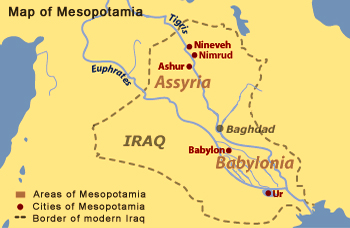 Map of Mesopotamia
Tigris
Nineveh
Nimrud
Euphrates
Ashur
Assyria
Baghdad
IRAQ
Babylon
Babylonia
Areas of Mesopotamia
Cities of Mesopotamia
Ur
Border of modern Iraq